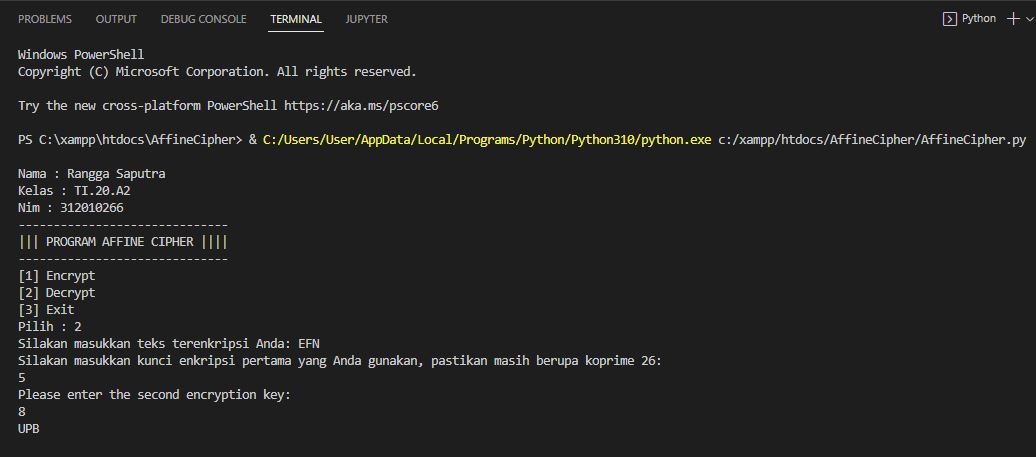 PROBLEMS OUTPUT DEBUG CONSOLE TERMINAL JUPYTER Python
Windows PowerShell
Copyright (C) Microsoft Corporation. All rights reserved.
Try the new cross-platform PowerShell https://aka.ms/pscore6
PS C:\xampp\htdocs\AffineCipher> & C:/Users/User/AppData/Local/Programs/Python/Python310/python.exe c:/xampp/htdocs/AffineCipher/AffineCipher.py
Nama : Rangga Saputra
Kelas : TI.20.A2
Nim : 312010266
------------------------------
||| PROGRAM AFFINE CIPHER ||||
------------------------------
[1] Encrypt
[2] Decrypt
[3] Exit
Pilih : 2
Silakan masukkan teks terenkripsi Anda: EFN
Silakan masukkan kunci enkripsi pertama yang Anda gunakan, pastikan masih berupa koprime 26:
5
Please enter the second encryption key:
8
UPB